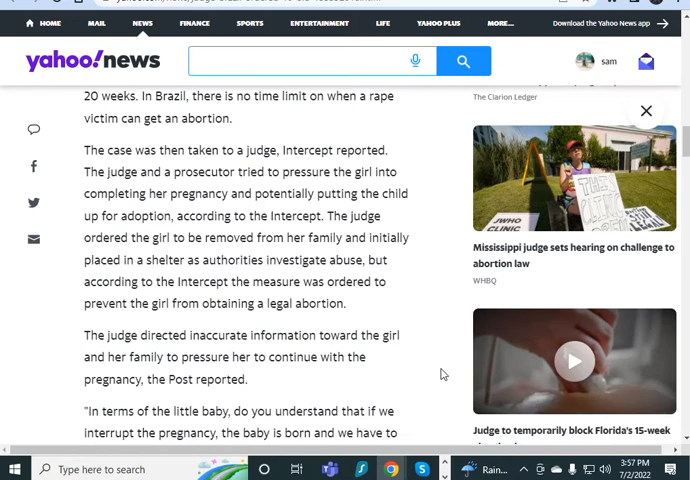 HOME MAIL NEWS FINANCE SPORTS ENTERTAINMENT LIFE YAHOO PLUS MORE... Download the Yahoo News app
yahoo!news
sam
20 weeks. In Brazil, there is no time limit on when a rape
victim can get an abortion.
The case was then taken to a judge, Intercept reported.
The judge and a prosecutor tried to pressure the girl into
completing her pregnancy and potentially putting the child
up for adoption, according to the Intercept. The judge
ordered the girl to be removed from her family and initially
placed in a shelter as authorities investigate abuse, but
according to the Intercept the measure was ordered to
prevent the girl from obtaining a legal abortion.
The judge directed inaccurate information toward the girl
and her family to pressure her to continue with the
pregnancy, the Post reported.
"In terms of the little baby, do you understand that if we
interrupt the pregnancy, the baby is born and we have to
The Clarion Ledger
JWHO
CLINIC
Mississippi judge sets hearing on challenge to
abortion law
WHBQ
Judge to temporarily block Florida's 15-week
Type here to search
Rain...
3:57 PM
7/2/2022